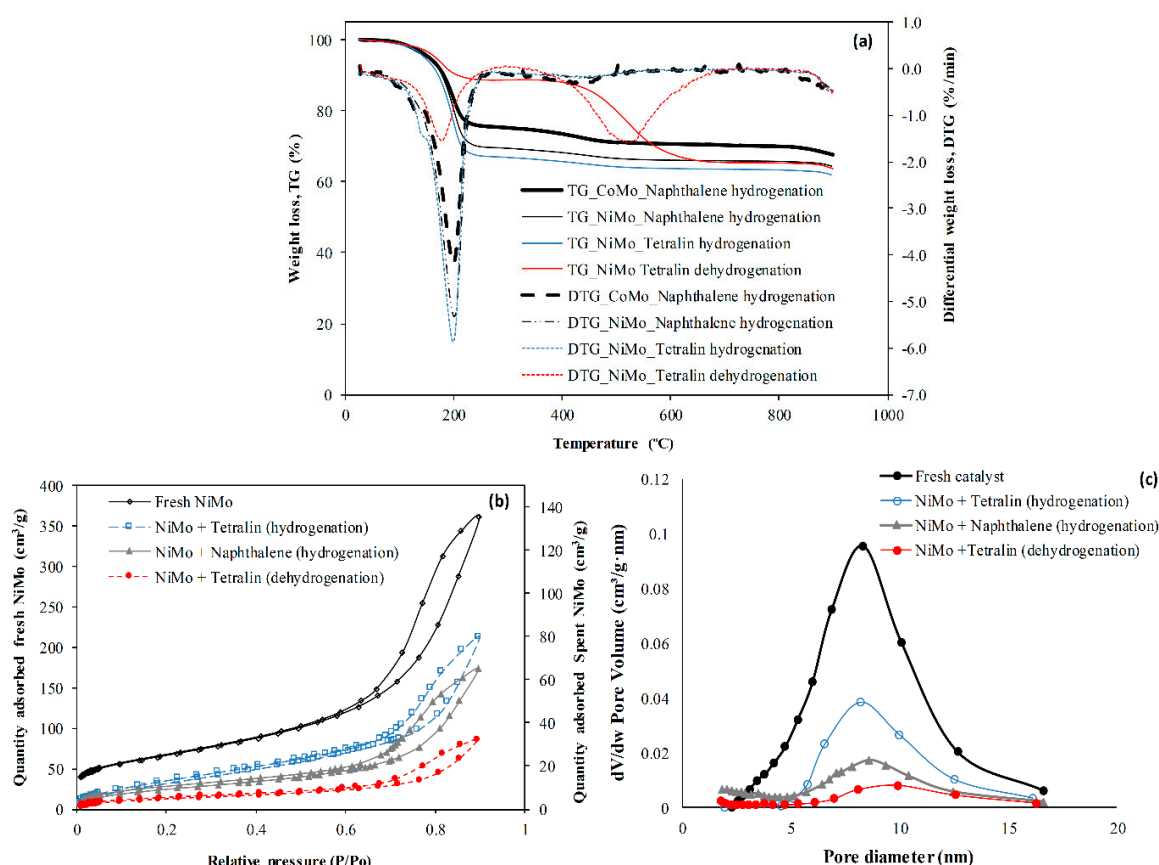 (a)
Weight loss, TG (%)
100
80
60
40
20
0
0
200
400
600
800
1000
Temperature (ºC)
1.0
0.0
-1.0
-2.0
-3.0
-4.0
-5.0
-6.0
-7.0
Differential weight loss, DTG (%/min)
TG_CoMo_Naphthalene hydrogenation
TG_NiMo_Naphthalene hydrogenation
TG_NiMo_Tetralin hydrogenation
TG_NiMo Tetralin dehydrogenation
DTG_CoMo_Naphthalene hydrogenation
DTG_NiMo_Naphthalene hydrogenation
DTG_NiMo_Tetralin hydrogenation
DTG_NiMo_Tetralin dehydrogenation
(b)
Quantity adsorbed fresh NiMo (cm³/g)
400
350
300
250
200
150
100
50
0
0
0.2
0.4
0.6
0.8
1
Relative pressure (P/Po)
140
120
100
80
60
40
20
0
Quantity adsorbed Spent NiMo (cm³/g)
Fresh NiMo
NiMo + Tetralin (hydrogenation)
NiMo + Naphthalene (hydrogenation)
NiMo + Tetralin (dehydrogenation)
(c)
dV/dw Pore Volume (cm³/g·nm)
0.12
0.1
0.08
0.06
0.04
0.02
0
0
5
10
15
20
Pore diameter (nm)
Fresh catalyst
NiMo + Tetralin (hydrogenation)
NiMo + Naphthalene (hydrogenation)
NiMo +Tetralin (dehydrogenation)